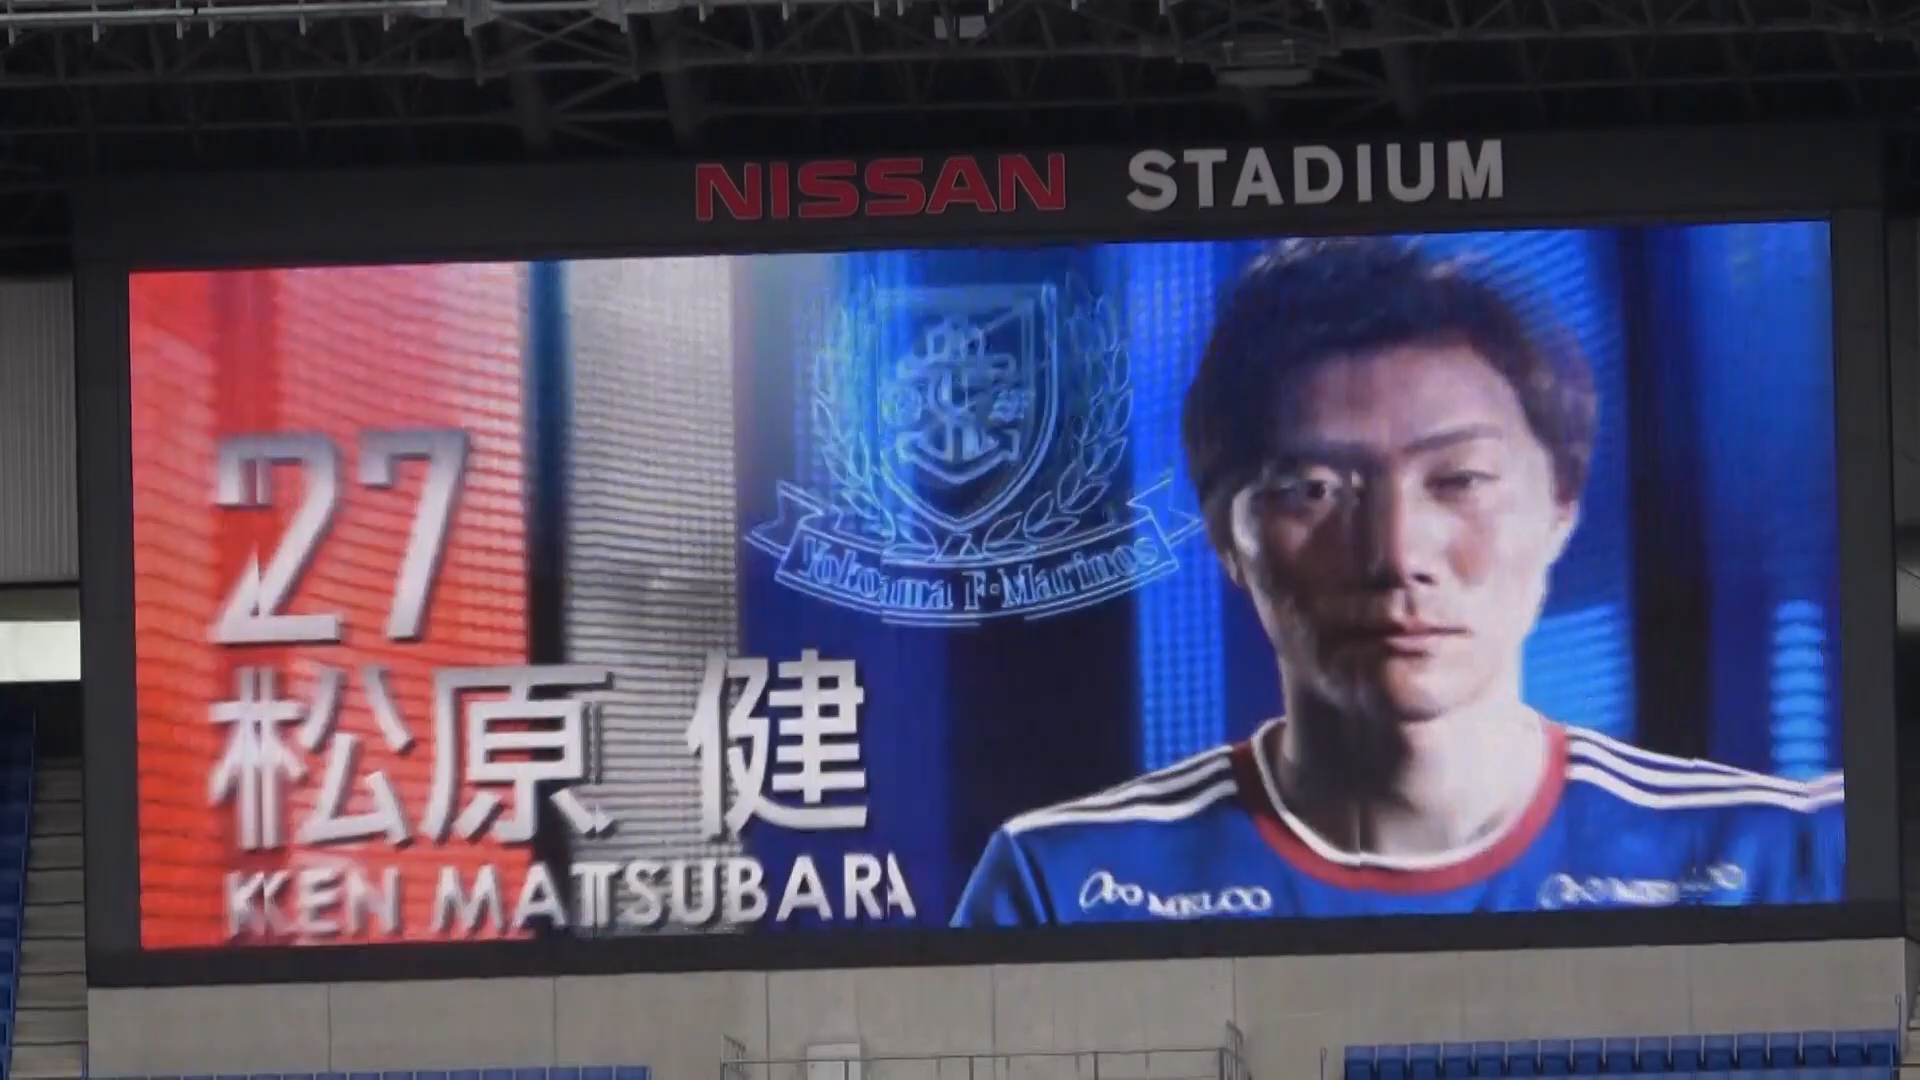 NISSAN STADIUM
Yokohama F·Marinos
27
松原 健
KEN MATSUBARA